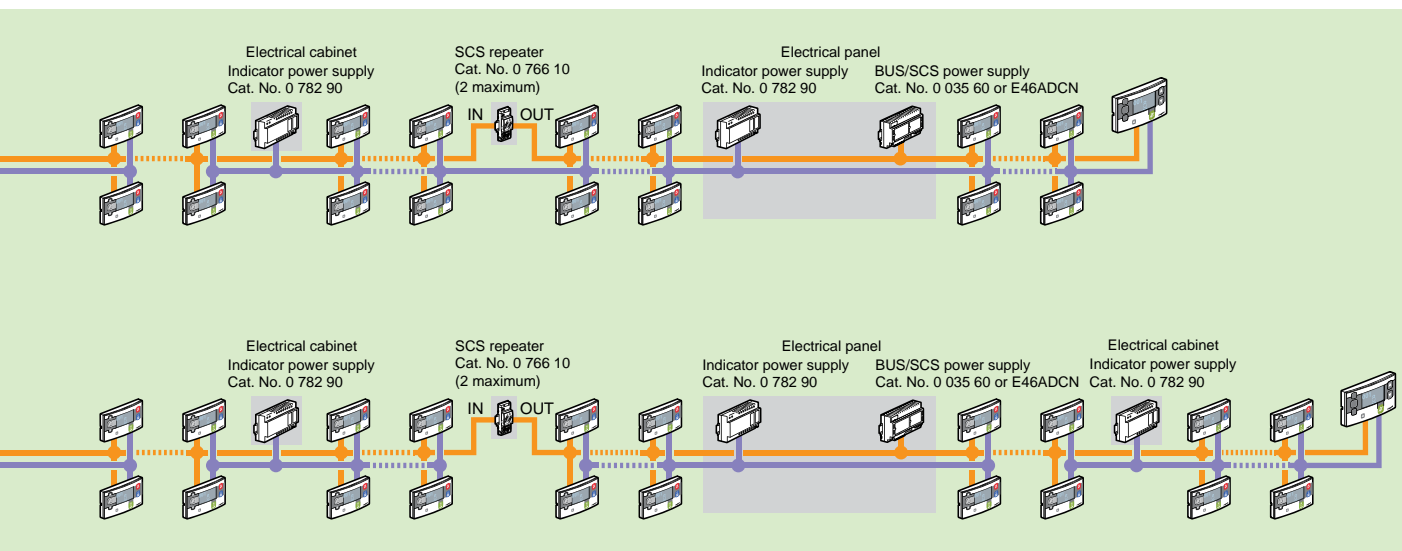 Electrical cabinet
Indicator power supply
Cat. No. 0 782 90
SCS repeater
Cat. No. 0 766 10
(2 maximum)
IN OUT
Electrical panel
Indicator power supply
Cat. No. 0 782 90
BUS/SCS power supply
Cat. No. 0 035 60 or E46ADCN
Electrical cabinet
Indicator power supply
Cat. No. 0 782 90
SCS repeater
Cat. No. 0 766 10
(2 maximum)
IN OUT
Electrical panel
Indicator power supply
Cat. No. 0 782 90
BUS/SCS power supply
Cat. No. 0 035 60 or E46ADCN
Electrical cabinet
Indicator power supply
Cat. No. 0 782 90